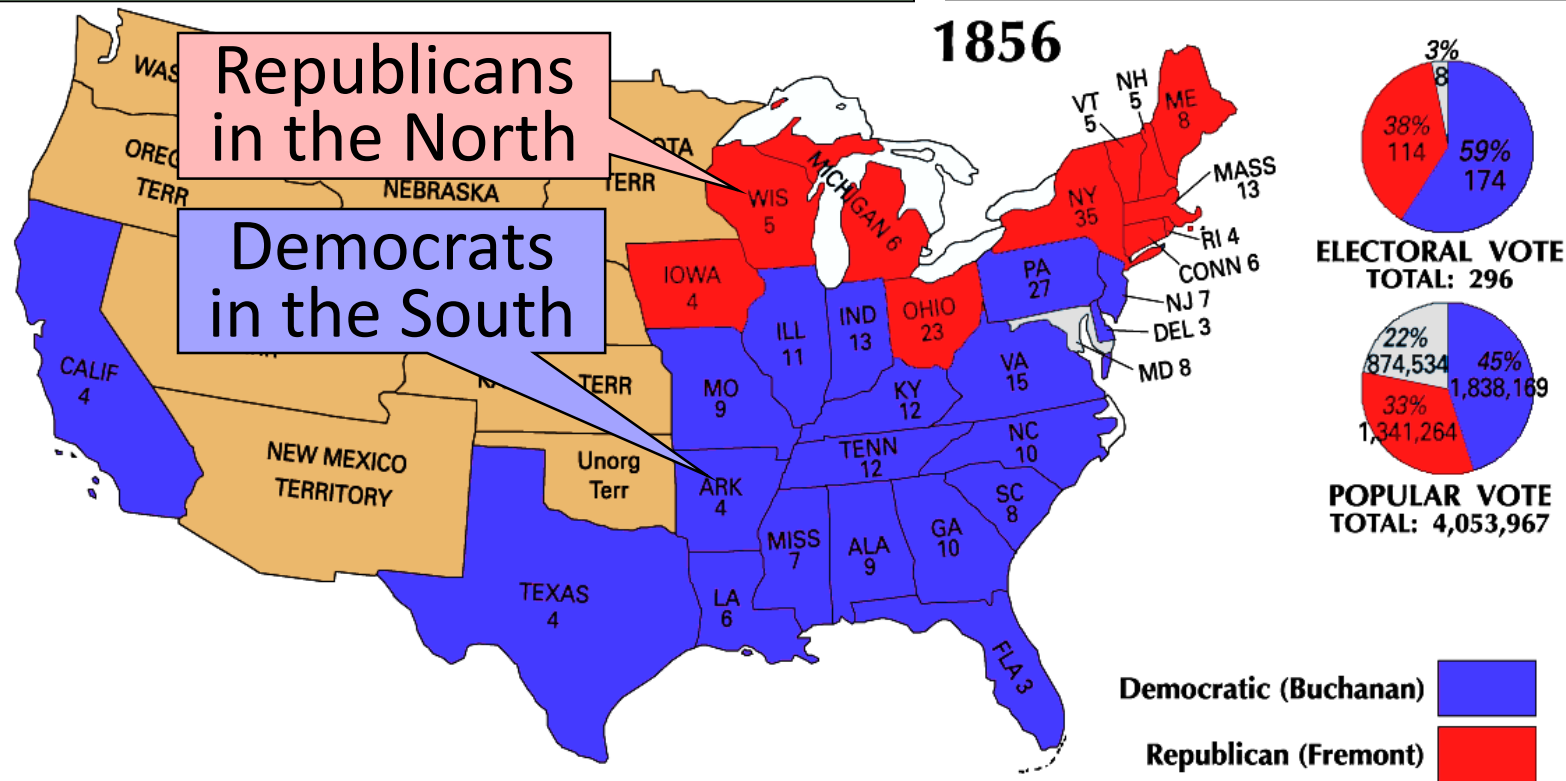 1856
Republicans
in the North
Democrats
in the South
WAS
OREG
TERR
NEBRASKA
OTA
TERR
CALIF
4
TERR
NEW MEXICO
TERRITORY
Unorg
Terr
TEXAS
4
WIS
5
MICHIGAN 6
IOWA
4
ILL
11
IND
13
OHIO
23
MO
9
KY
12
ARK
4
TENN
12
LA
6
MISS
7
ALA
9
GA
10
FLA 3
SC
8
NC
10
VA
15
PA
27
NY
35
VT
5
NH
5
ME
8
MASS
13
RI 4
CONN 6
NJ 7
DEL 3
MD 8
3%
8
38%
114
59%
174
ELECTORAL VOTE
TOTAL: 296
22%
874,534
45%
1,838,169
33%
1,341,264
POPULAR VOTE
TOTAL: 4,053,967
Democratic (Buchanan)
Republican (Fremont)